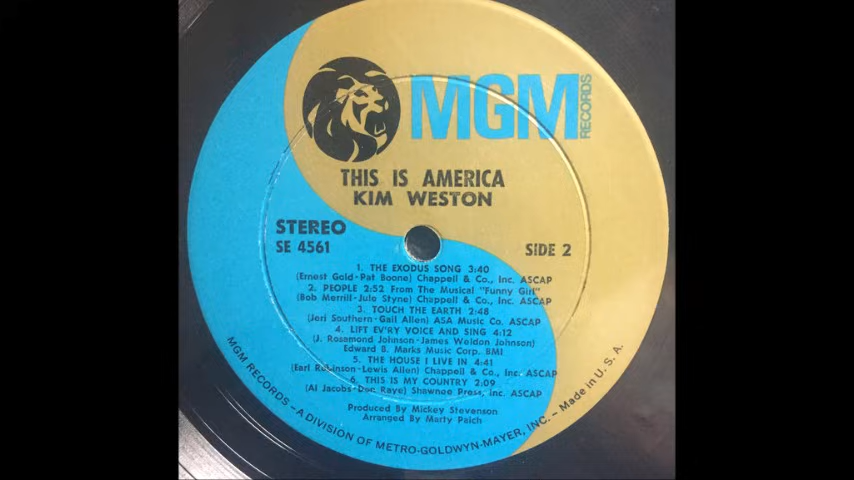 MGM RECORDS
THIS IS AMERICA
KIM WESTON
STEREO
SE 4561
SIDE 2
1. THE EXODUS SONG 3:40
(Ernest Gold-Pat Boone) Chappell & Co., Inc. ASCAP
2. PEOPLE 2:52 From The Musical "Funny Girl"
(Bob Merrill-Jule Styne) Chappell & Co., Inc. ASCAP
3. TOUCH THE EARTH 2:48
(Jeri Southern-Gail Allen) ASA Music Co. ASCAP
4. LIFT EV'RY VOICE AND SING 4:12
(J. Rosamond Johnson-James Weldon Johnson)
Edward B. Marks Music Corp. BMI
5. THE HOUSE I LIVE IN 4:41
(Earl Robinson-Lewis Allen) Chappell & Co., Inc. ASCAP
6. THIS IS MY COUNTRY 2:09
(Al Jacobs-Don Raye) Shawnee Press, Inc. ASCAP
Produced By Mickey Stevenson
Arranged By Marty Paich
MGM RECORDS – A DIVISION OF METRO-GOLDWYN-MAYER, INC. – Made in U. S. A.